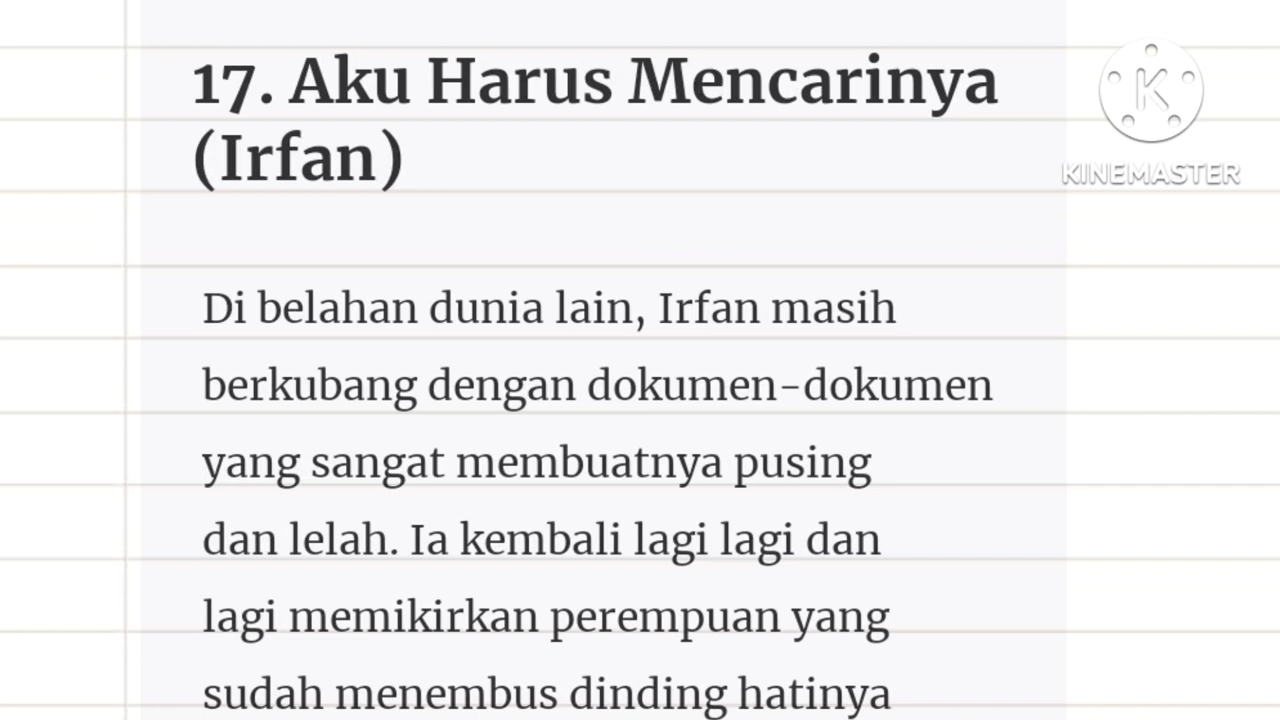 17. Aku Harus Mencarinya
(Irfan)
K
KINEMASTER
Di belahan dunia lain, Irfan masih
berkubang dengan dokumen-dokumen
yang sangat membuatnya pusing
dan lelah. Ia kembali lagi lagi dan
lagi memikirkan perempuan yang
sudah menembus dinding hatinya